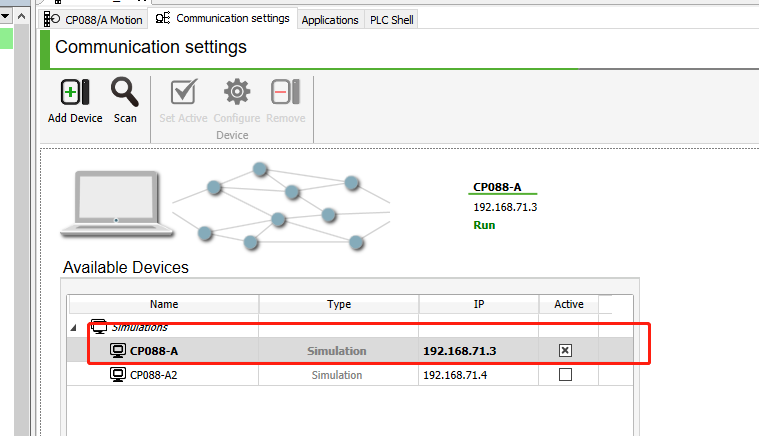 CP088/A Motion Communication settings Applications PLC Shell
Communication settings
Add Device Scan Set Active Configure Remove
Device
CP088-A
192.168.71.3
Run
Available Devices
Name Type IP Active
Simulations
CP088-A Simulation 192.168.71.3
CP088-A2 Simulation 192.168.71.4